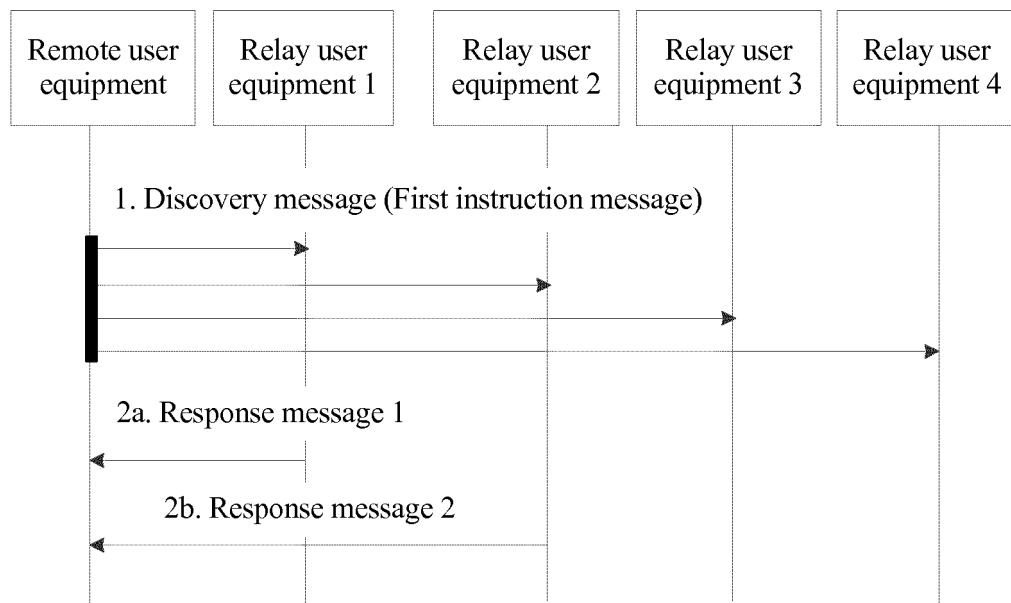 Remote user
equipment
Relay user
equipment 1
Relay user
equipment 2
Relay user
equipment 3
Relay user
equipment 4
1. Discovery message (First instruction message)
2a. Response message 1
2b. Response message 2